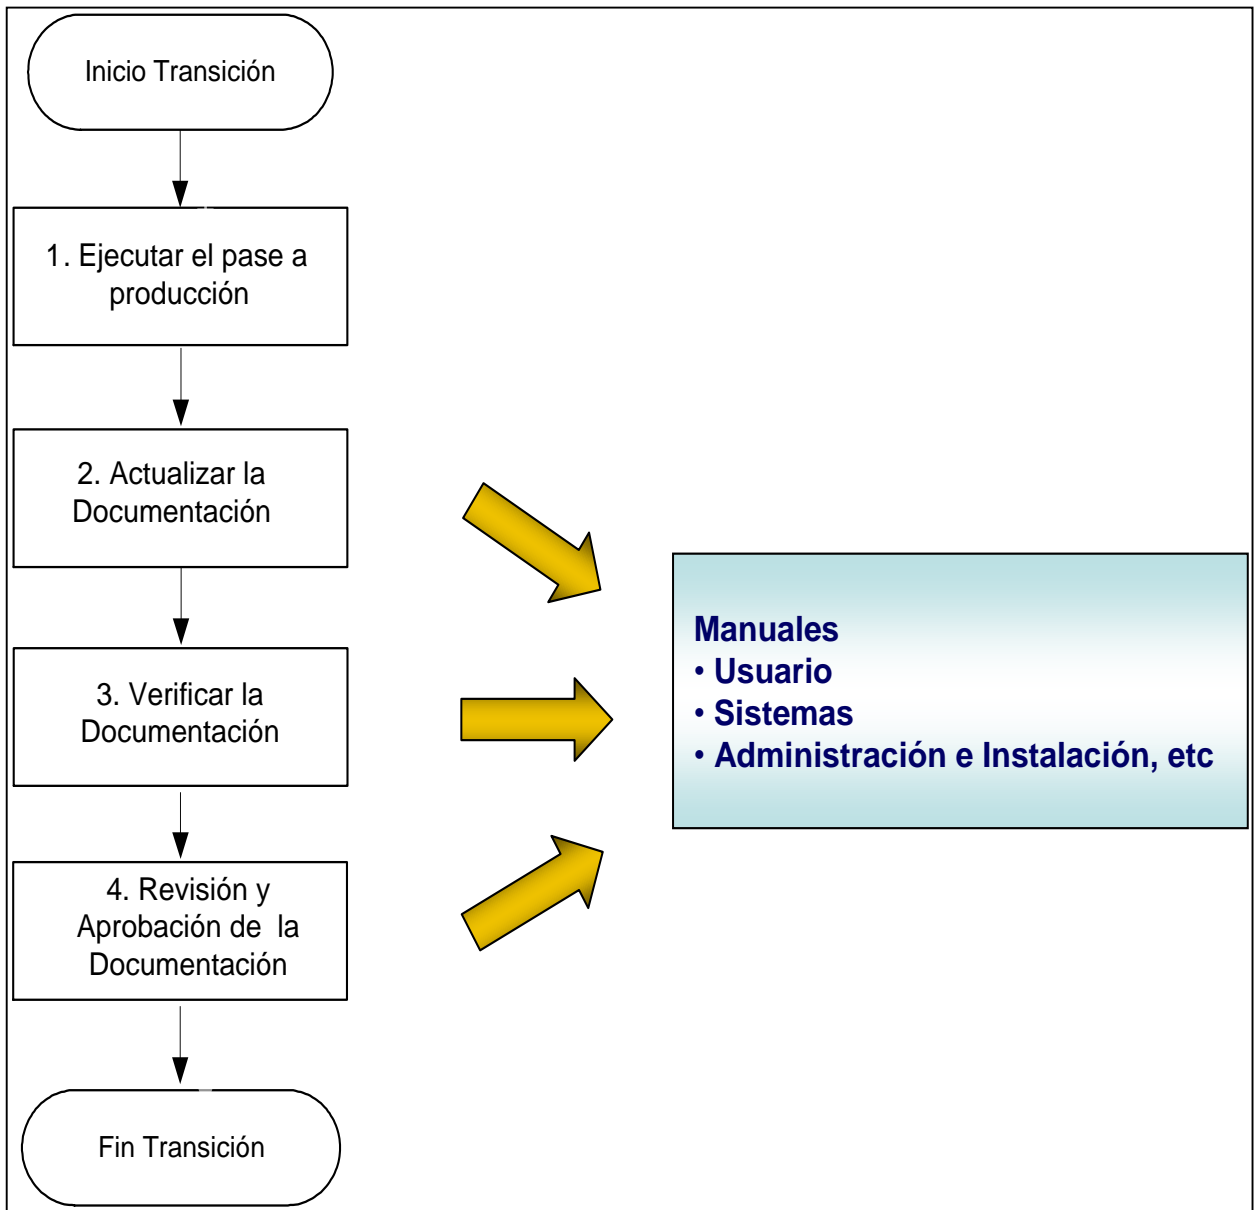 Inicio Transición
1. Ejecutar el pase a
producción
2. Actualizar la
Documentación
3. Verificar la
Documentación
4. Revisión y
Aprobación de la
Documentación
Fin Transición
Manuales
• Usuario
• Sistemas
• Administración e Instalación, etc